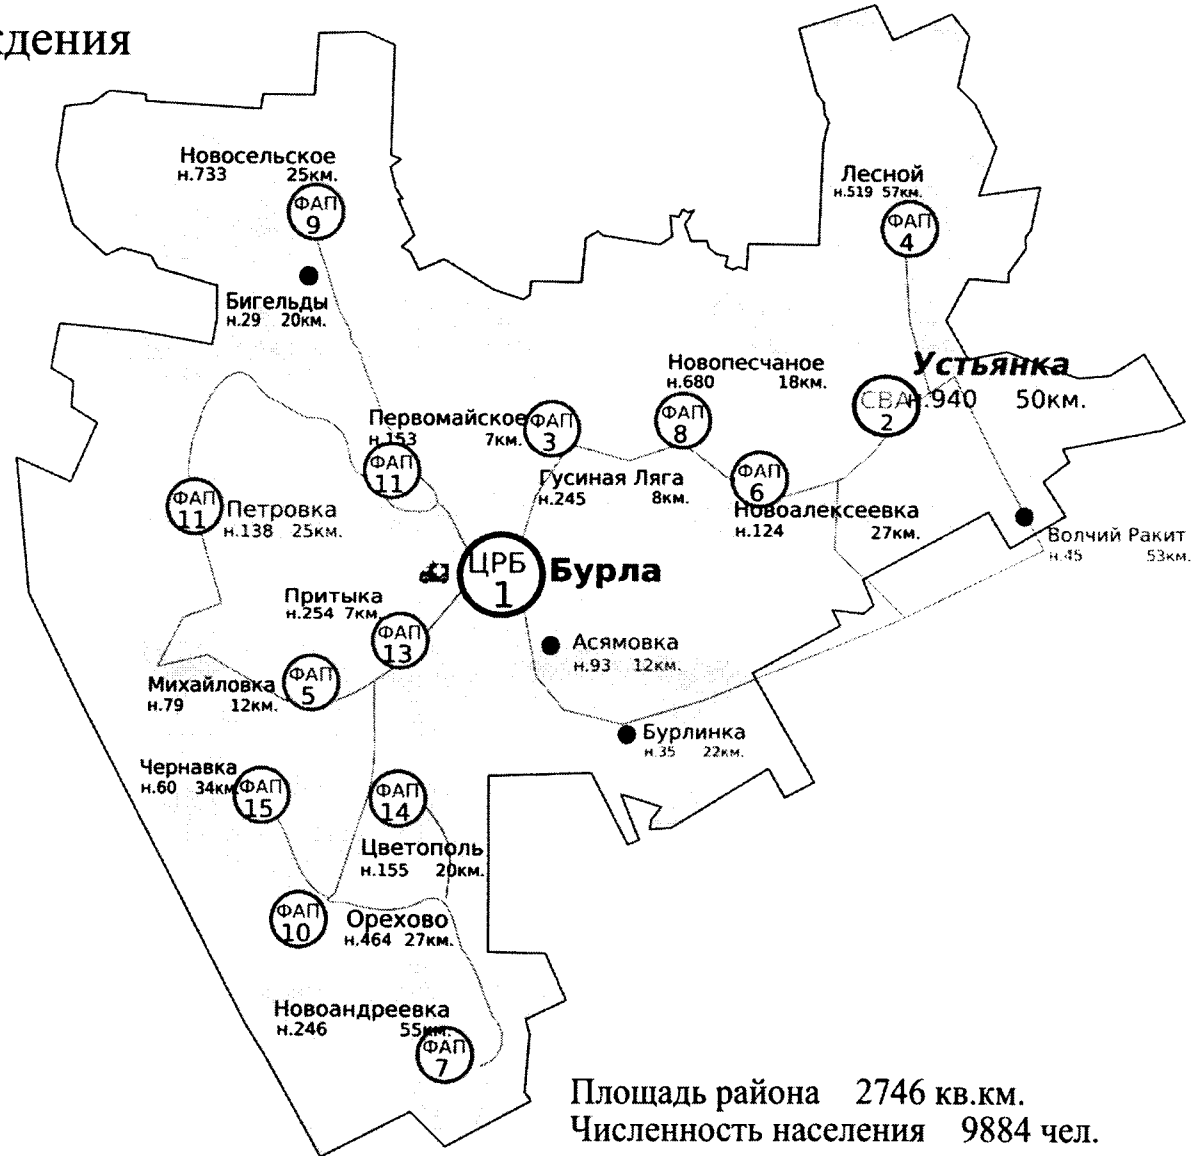 ждения
Новосельское
н.733 25км.
ФАП
9
Бигельды
н.29 20км.
Лесной
н.519 57км.
ФАП
4
Новопесчаное
н.680 18км.
ФАП
8
Устьянка
СВА н.940 50км.
2
Первомайское
н.153 7км.
ФАП
11
ФАП
3
Гусиная Ляга
н.245 8км.
ФАП
6
Новоалексеевка
н.124 27км.
ФАП
11
Петровка
н.138 25км.
Волчий Ракит
н.45 53км.
ЦРБ
1
Бурла
Притыка
н.254 7км.
ФАП
13
Асямовка
н.93 12км.
Михайловка
н.79 12км.
ФАП
5
Бурлинка
н.35 22км.
Чернавка
н.60 34км
ФАП
15
ФАП
14
Цветополь
н.155 20км.
ФАП
10
Орехово
н.464 27км.
Новоандреевка
н.246 55км.
ФАП
7
Площадь района 2746 кв.км.
Численность населения 9884 чел.